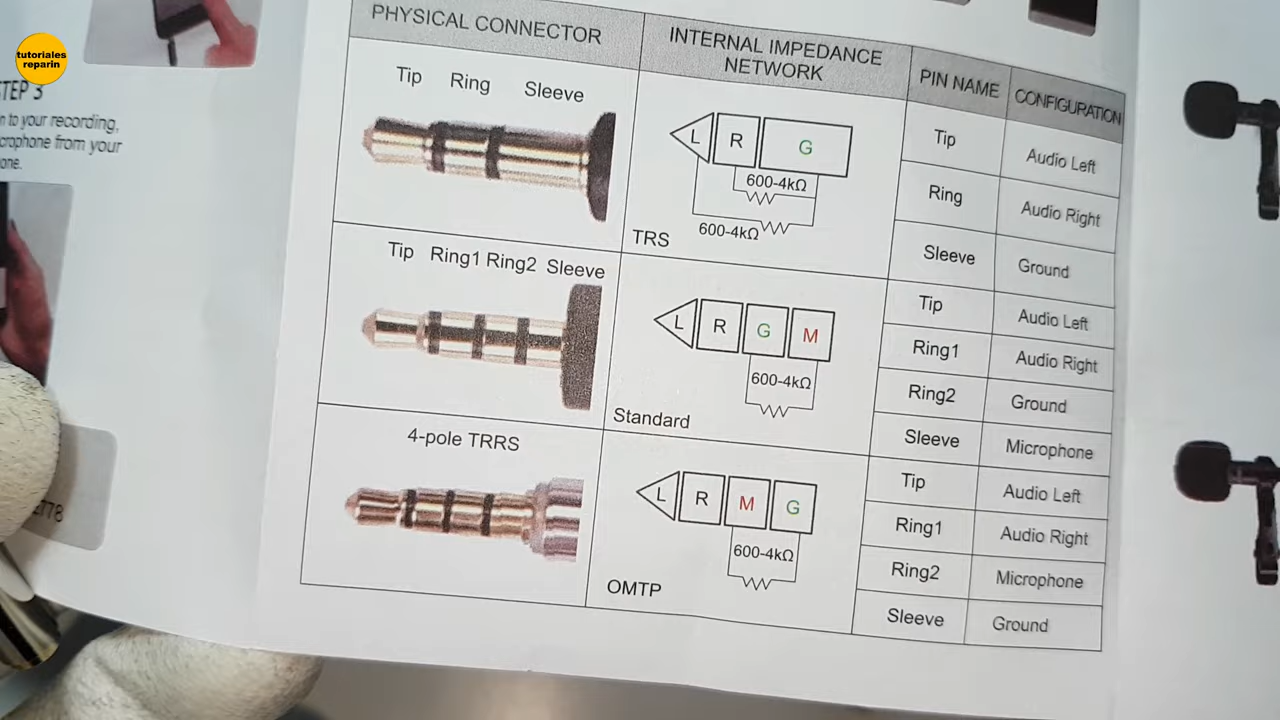 tutoriales
reparin
STEP 3
to your recording,
microphone from your
PHYSICAL CONNECTOR
INTERNAL IMPEDANCE
NETWORK
PIN NAME
CONFIGURATION
Tip Ring Sleeve
L R G
600-4kΩ
600-4kΩ
TRS
Tip
Audio Left
Ring
Audio Right
Sleeve
Ground
Tip Ring1 Ring2 Sleeve
L R G M
600-4kΩ
Standard
Tip
Audio Left
Ring1
Audio Right
Ring2
Ground
Sleeve
Microphone
4-pole TRRS
L R M G
600-4kΩ
OMTP
Tip
Audio Left
Ring1
Audio Right
Ring2
Microphone
Sleeve
Ground